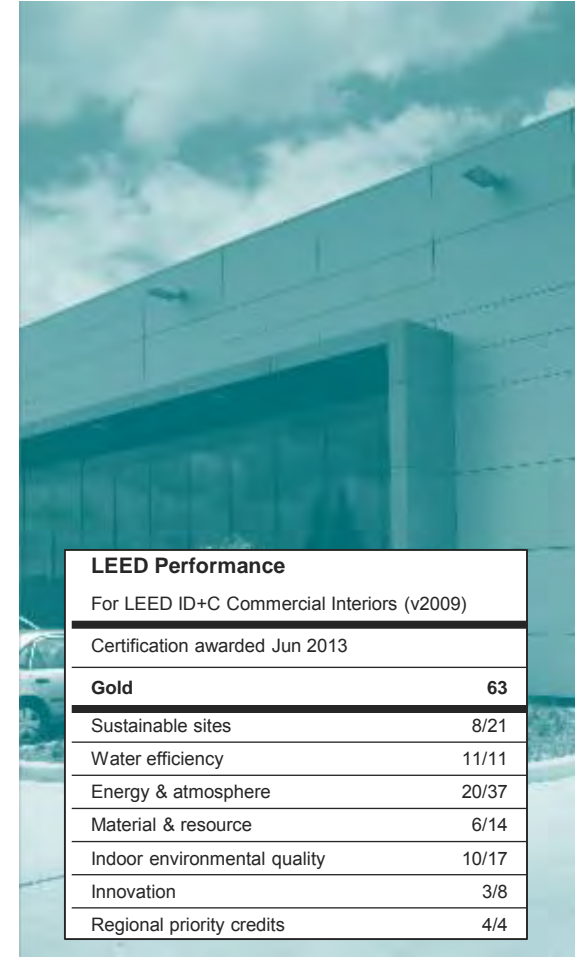 LEED Performance
For LEED ID+C Commercial Interiors (v2009)
Certification awarded Jun 2013
Gold 63
Sustainable sites 8/21
Water efficiency 11/11
Energy & atmosphere 20/37
Material & resource 6/14
Indoor environmental quality 10/17
Innovation 3/8
Regional priority credits 4/4